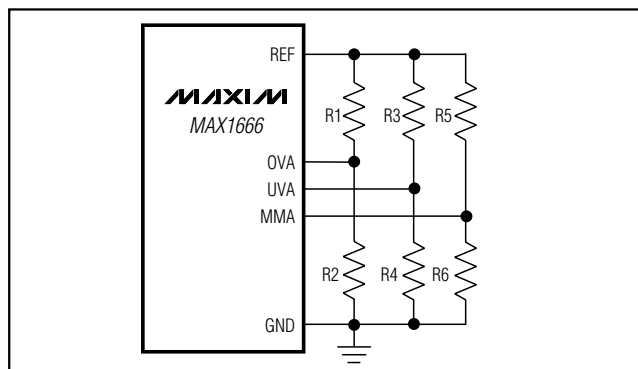 REF
MAXIM
MAX1666
R1
R3
R5
OVA
UVA
MMA
R2
R4
R6
GND